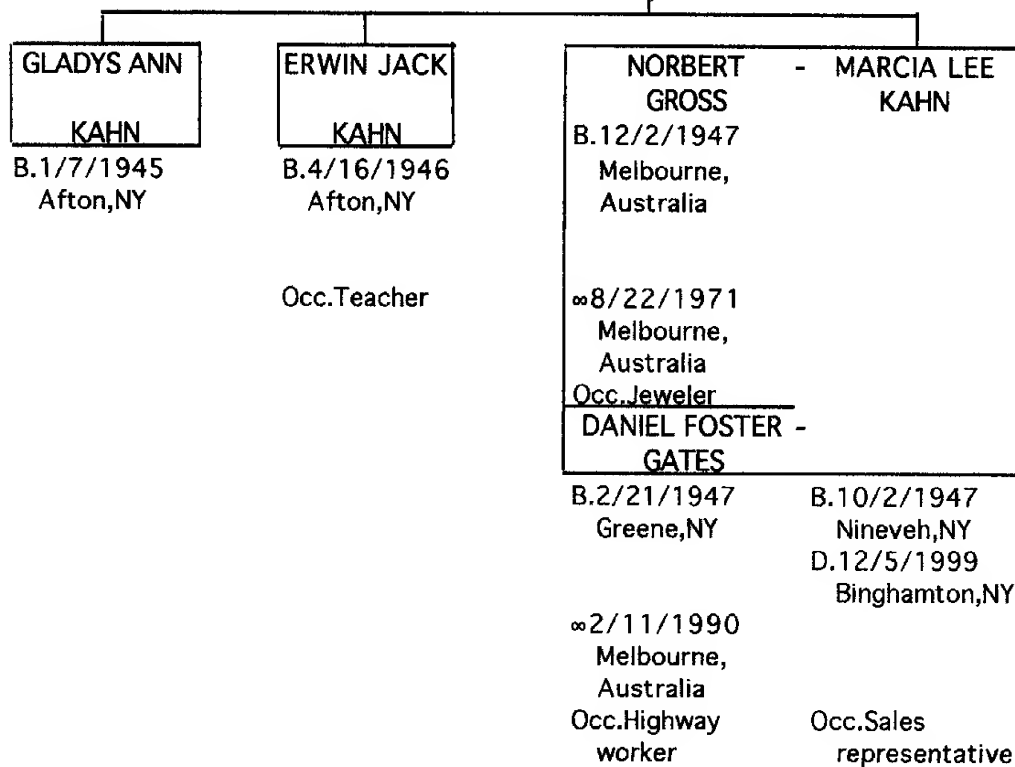 GLADYS ANN
KAHN
B.1/7/1945
Afton,NY
ERWIN JACK
KAHN
B.4/16/1946
Afton,NY
Occ.Teacher
NORBERT - MARCIA LEE
GROSS KAHN
B.12/2/1947
Melbourne,
Australia
∞8/22/1971
Melbourne,
Australia
Occ.Jeweler
DANIEL FOSTER -
GATES
B.2/21/1947
Greene,NY
∞2/11/1990
Melbourne,
Australia
Occ.Highway
worker
B.10/2/1947
Nineveh,NY
D.12/5/1999
Binghamton,NY
Occ.Sales
representative